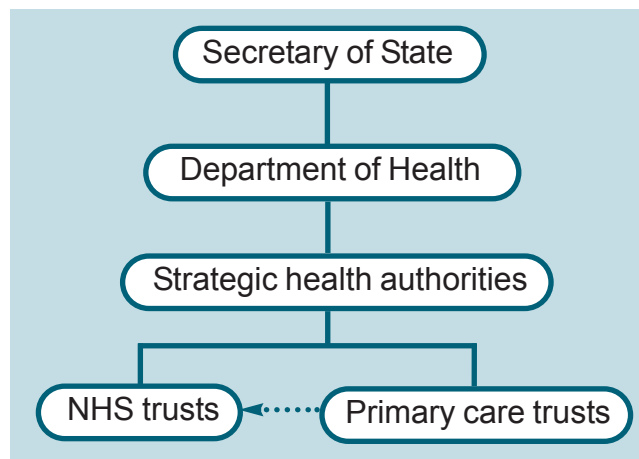 Secretary of State
Department of Health
Strategic health authorities
NHS trusts
Primary care trusts